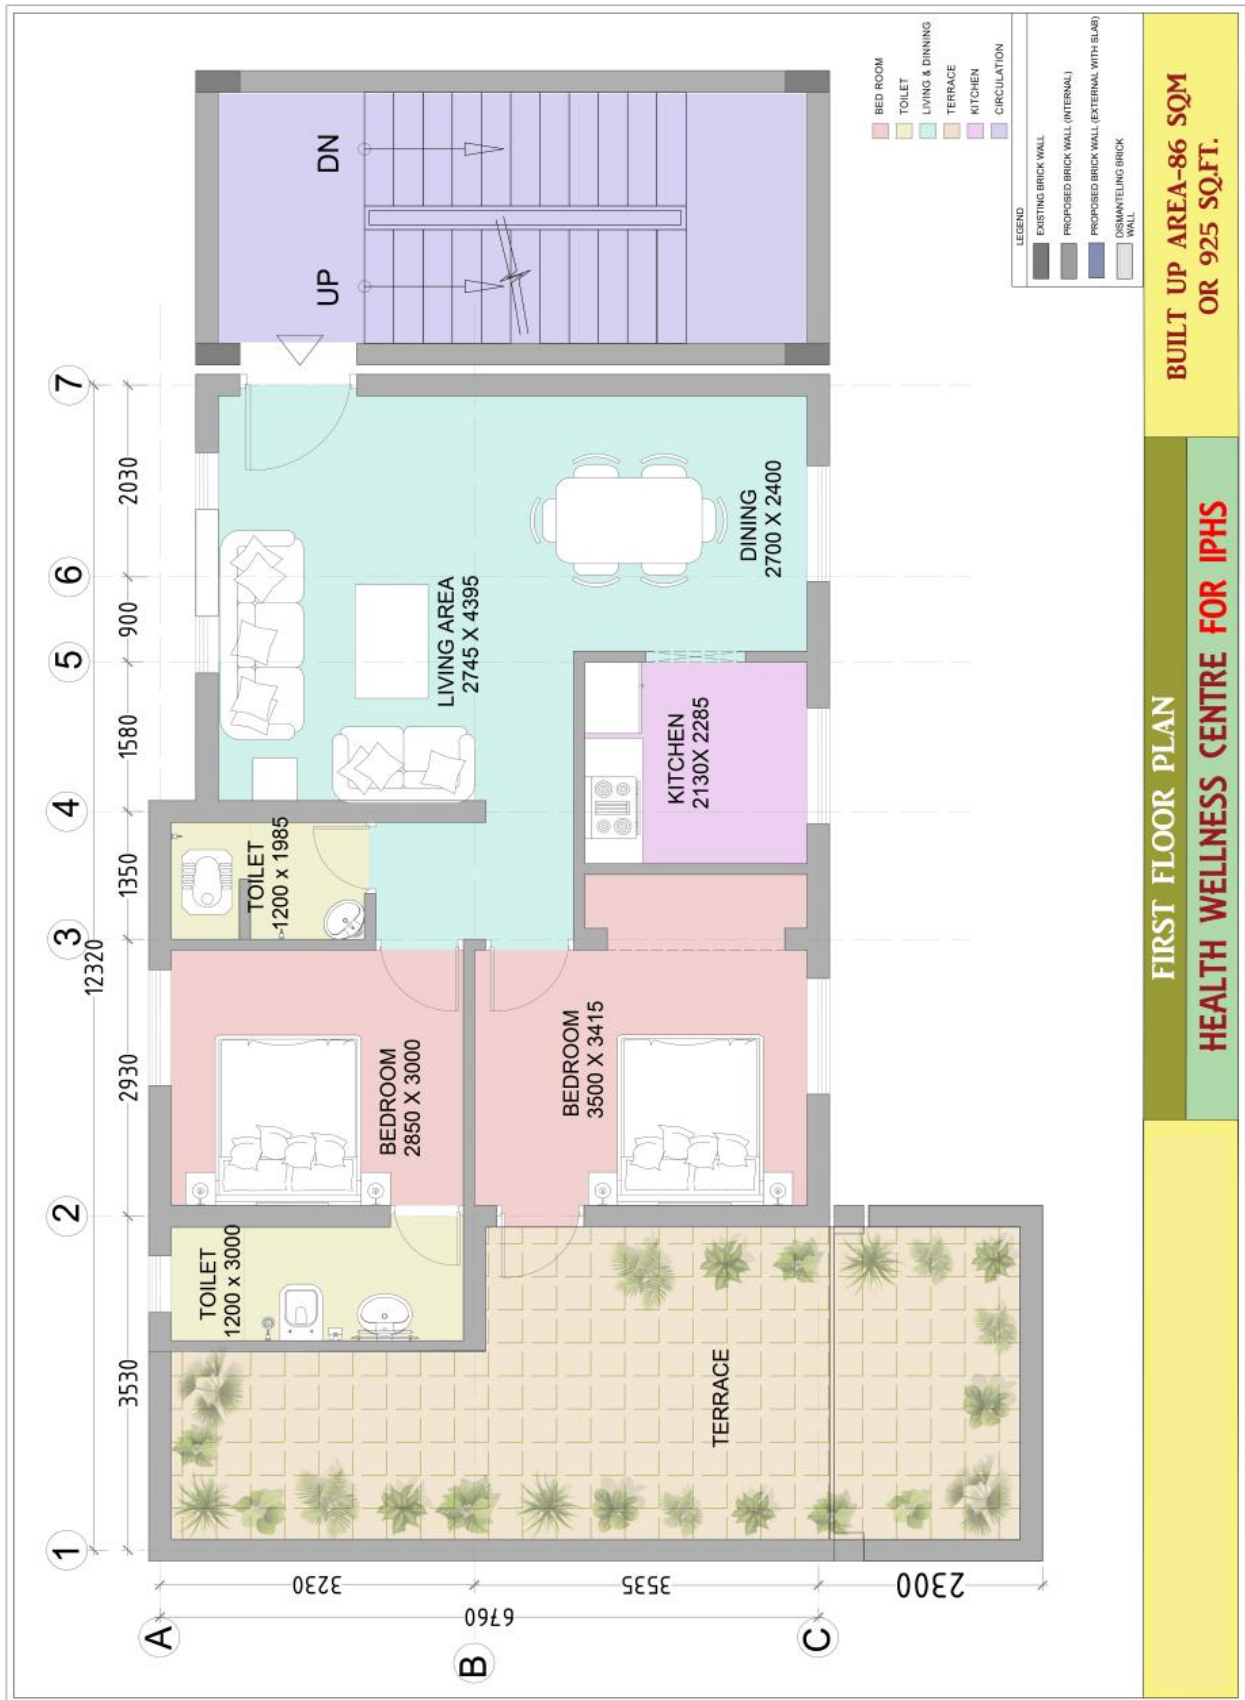 1
2
3
4
5
6
7
12320
3530
2930
1350
1580
900
2030
A
B
C
3230
3535
6760
2300
TOILET
1200 x 3000
BEDROOM
2850 X 3000
TOILET
1200 x 1985
LIVING AREA
2745 X 4395
UP
DN
BEDROOM
3500 X 3415
KITCHEN
2130X 2285
DINING
2700 X 2400
TERRACE
BED ROOM
TOILET
LIVING & DINNING
TERRACE
KITCHEN
CIRCULATION
LEGEND
EXISTING BRICK WALL
PROPOSED BRICK WALL (INTERNAL)
PROPOSED BRICK WALL (EXTERNAL WITH SLAB)
DISMANTELING BRICK
WALL
FIRST FLOOR PLAN
HEALTH WELLNESS CENTRE FOR IPHS
BUILT UP AREA-86 SQM
OR 925 SQ.FT.